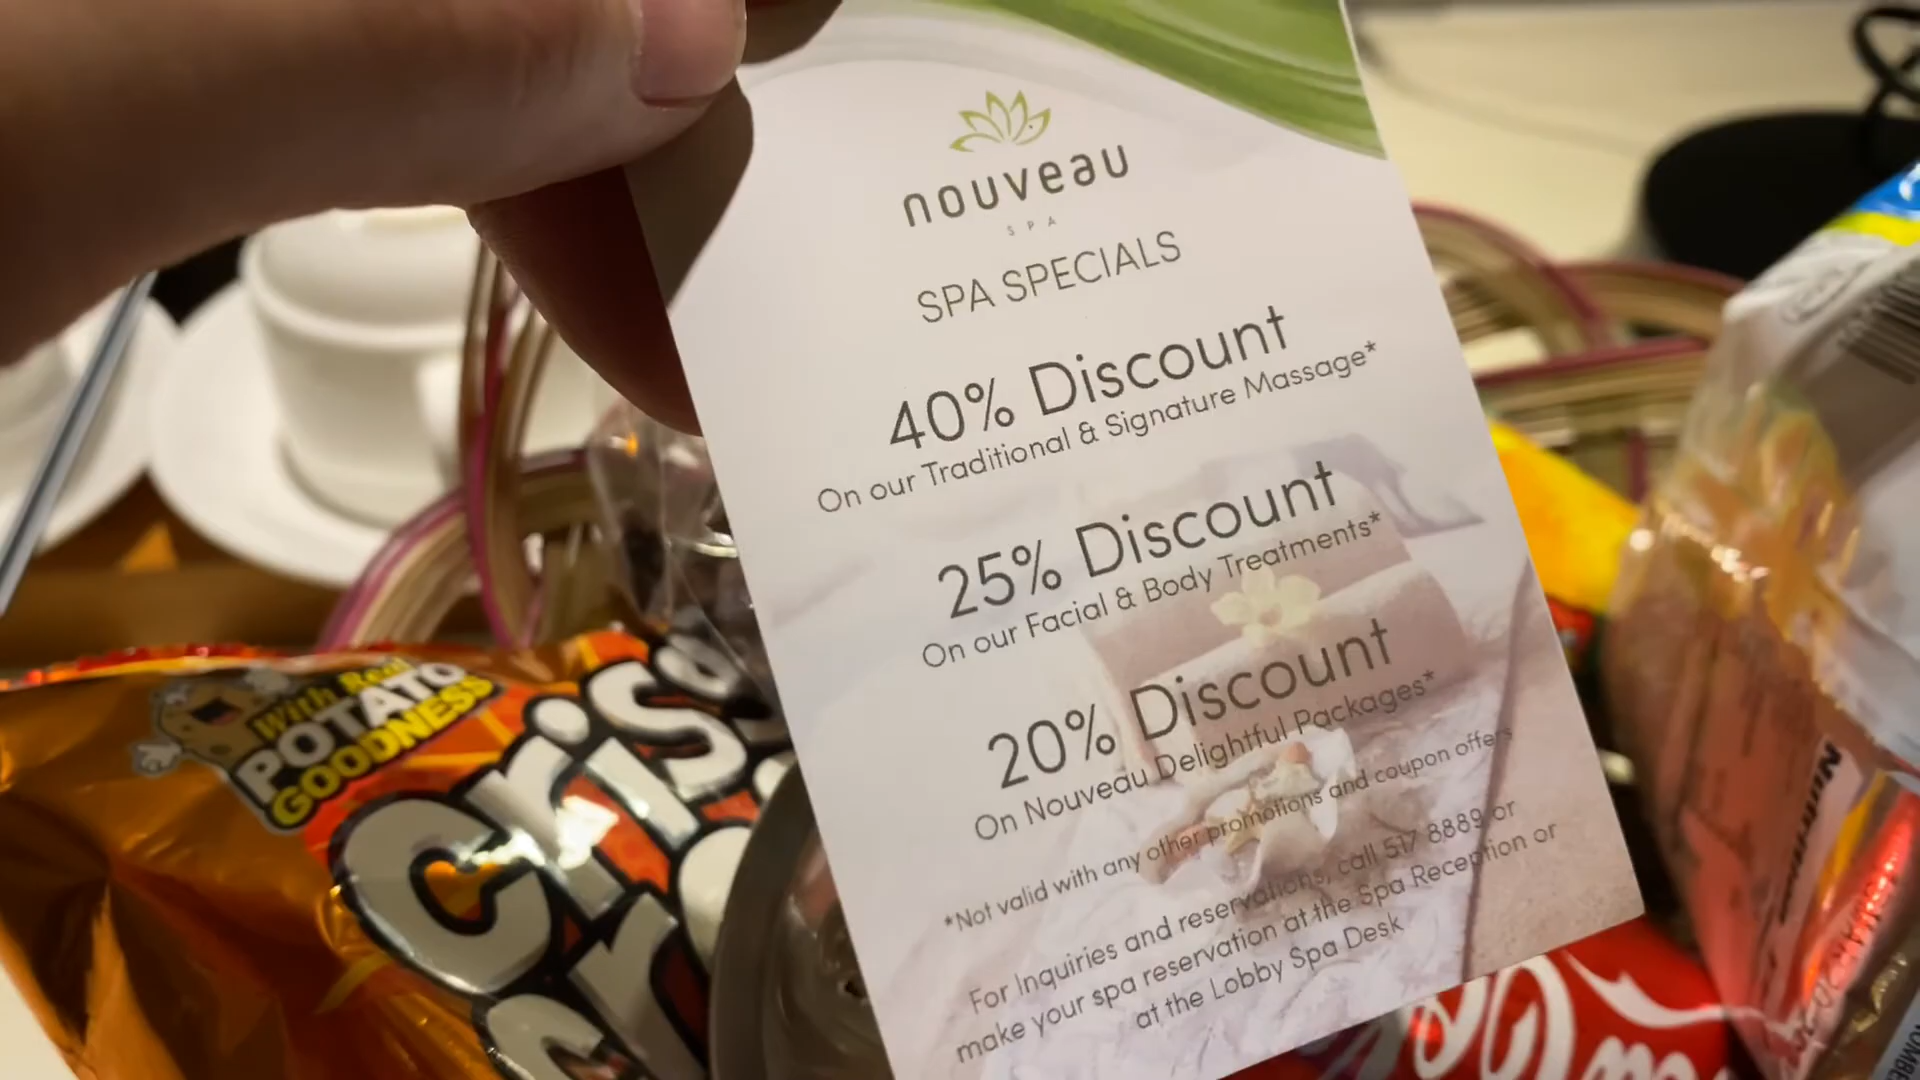 nouveau
SPA
SPA SPECIALS
40% Discount
On our Traditional & Signature Massage*
25% Discount
On our Facial & Body Treatments*
20% Discount
On Nouveau Delightful Packages*
*Not valid with any other promotions and coupon offers
For Inquiries and reservations, call 517 8889 or
make your spa reservation at the Spa Reception or
at the Lobby Spa Desk
With Real
POTATO
GOODNESS